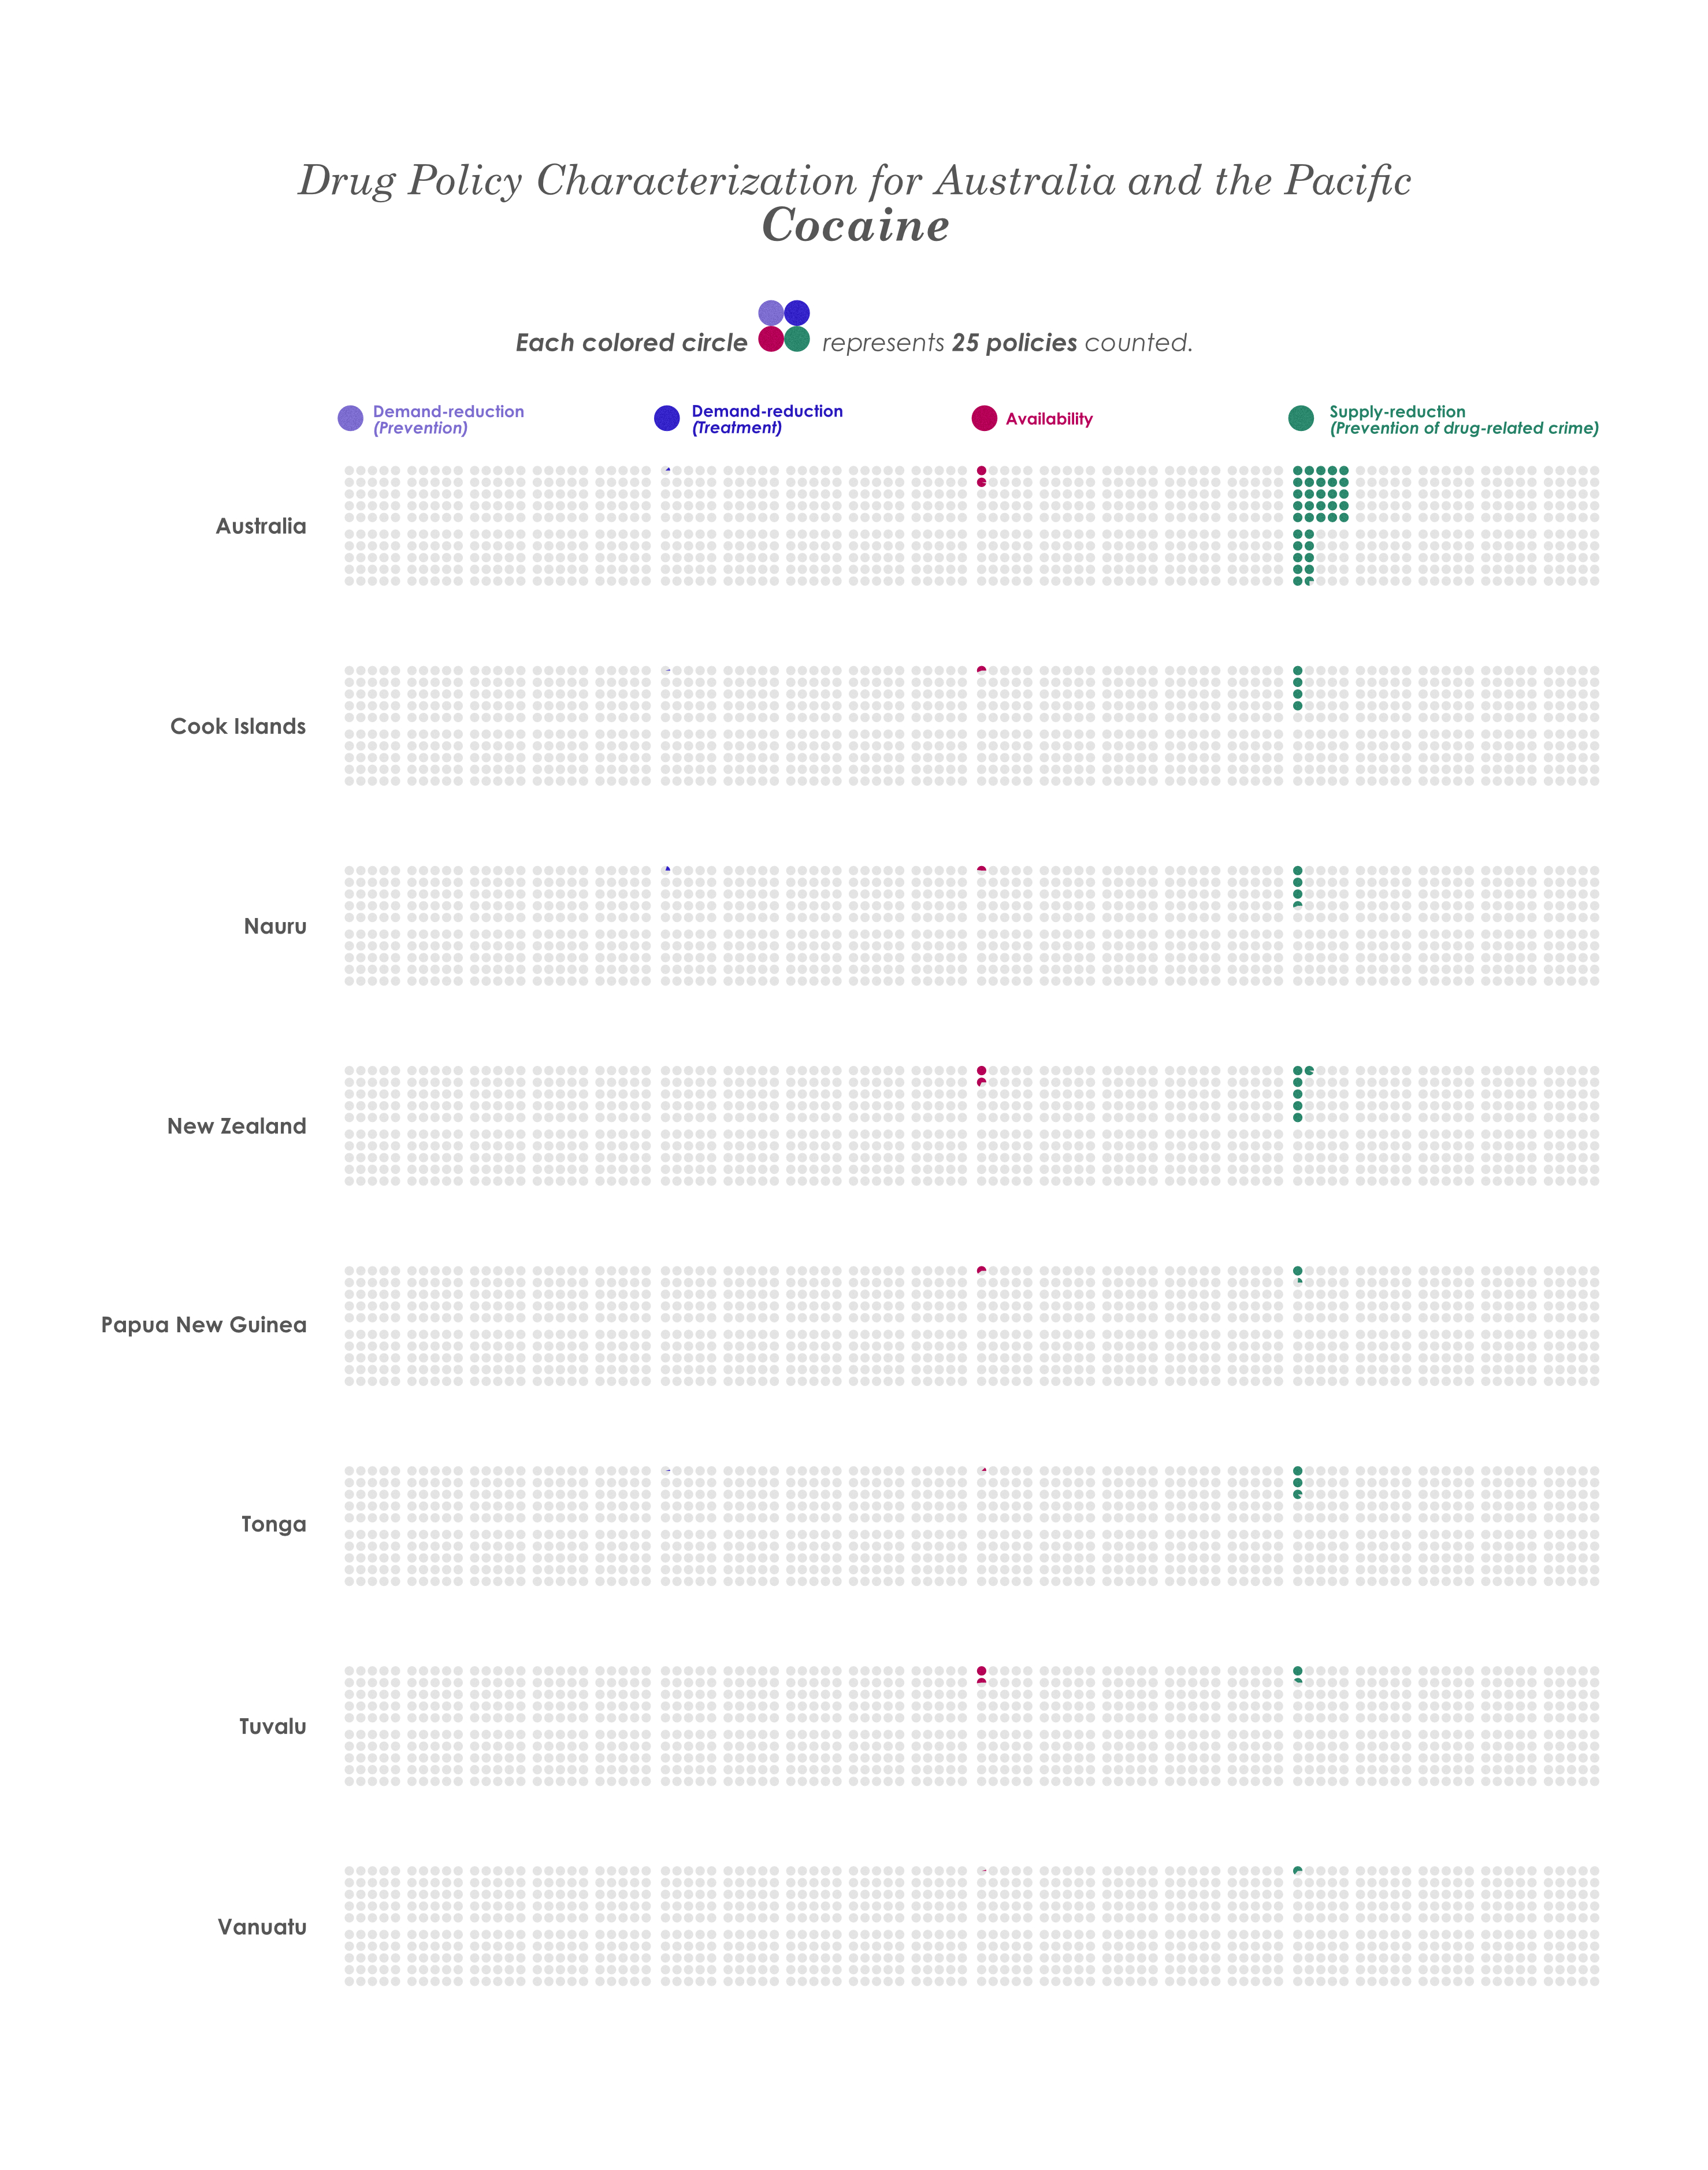 Drug Policy Characterization for Australia and the Pacific
Cocaine
Each colored circle represents 25 policies counted.
Demand-reduction
(Prevention)
Demand-reduction
(Treatment)
Availability
Supply-reduction
(Prevention of drug-related crime)
Australia
Cook Islands
Nauru
New Zealand
Papua New Guinea
Tonga
Tuvalu
Vanuatu